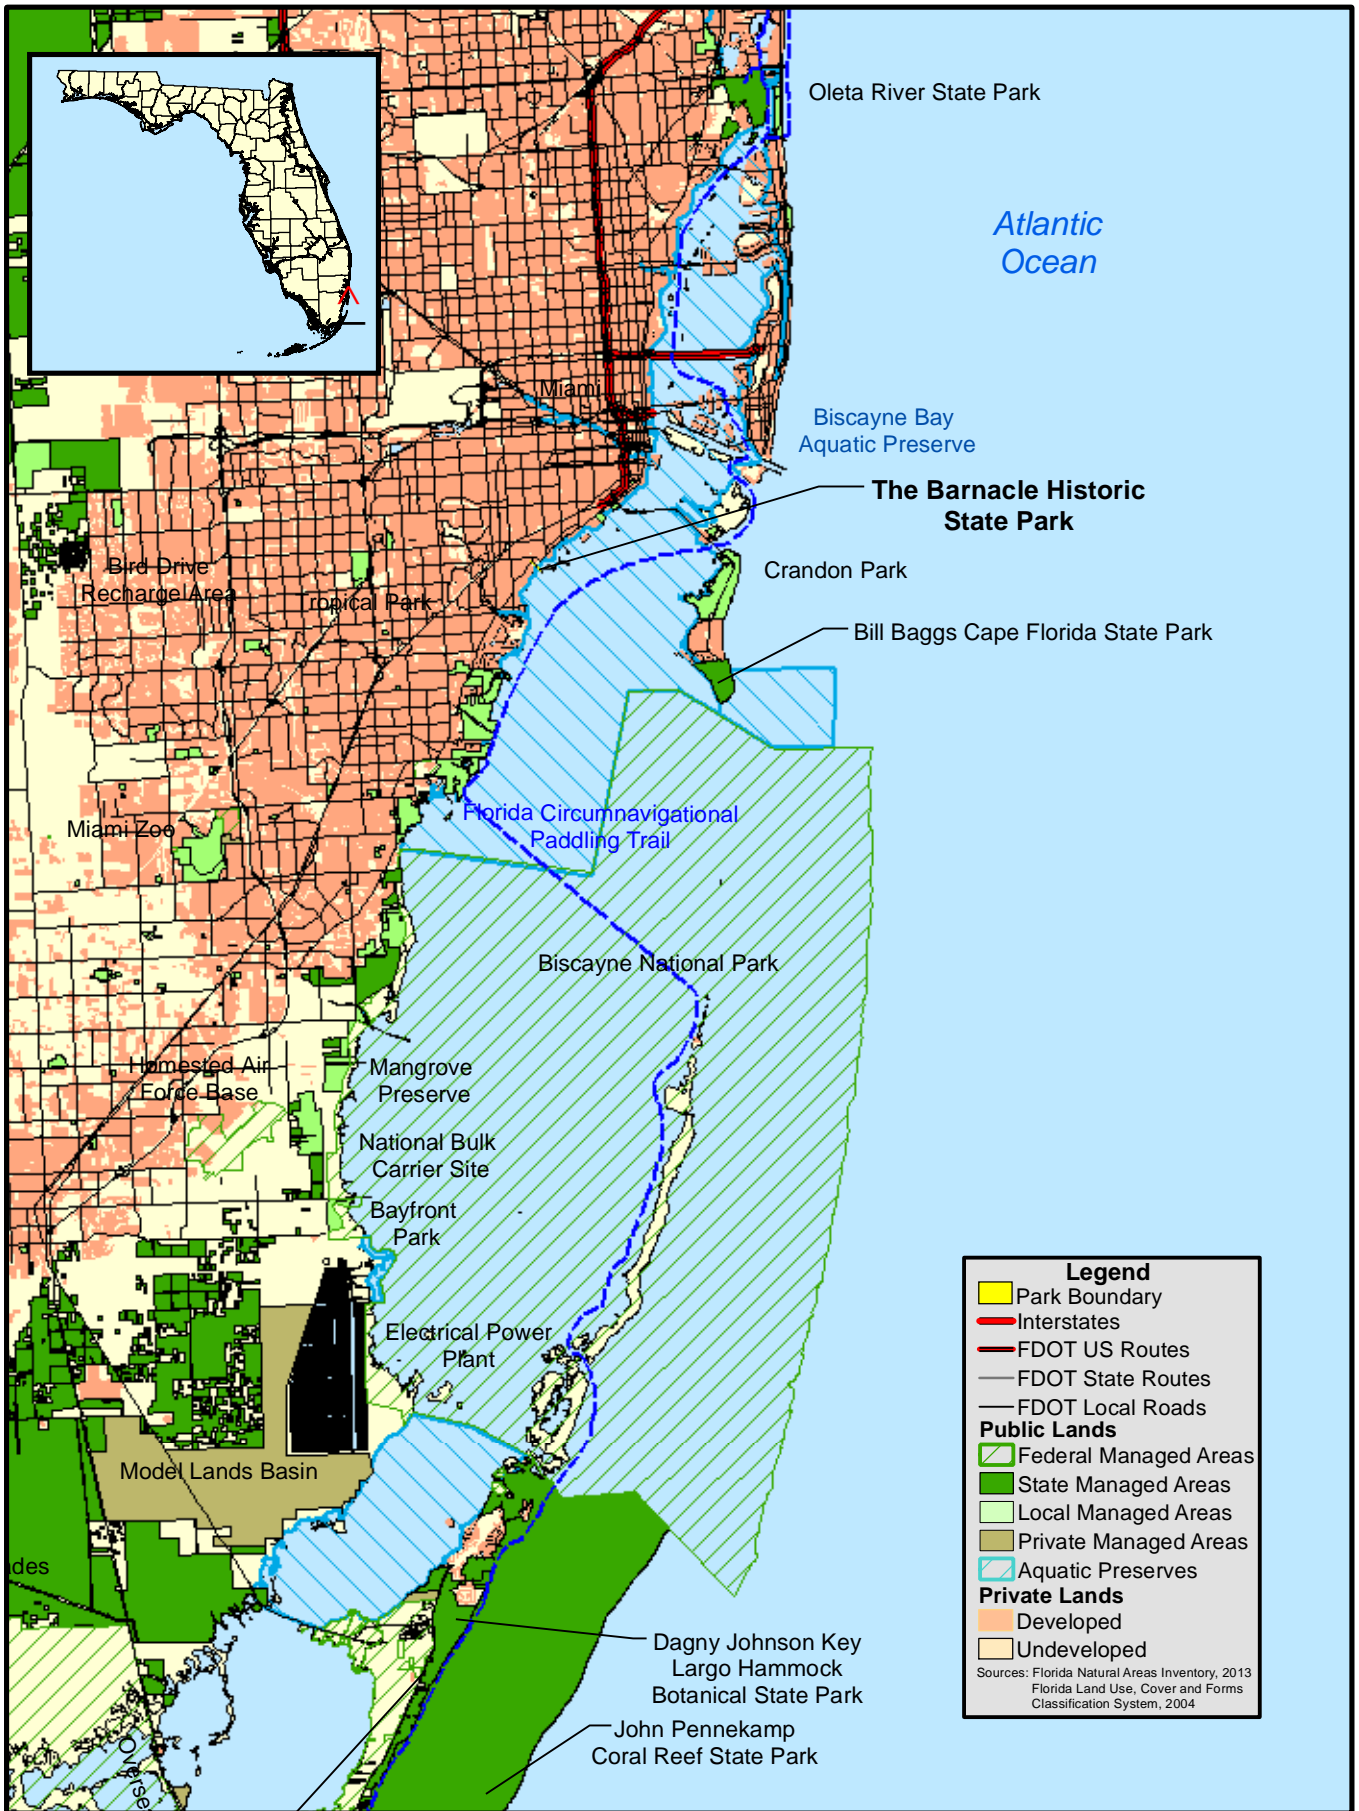 Oleta River State Park
Atlantic
Ocean
Miami
Biscayne Bay
Aquatic Preserve
The Barnacle Historic
State Park
Bird Drive
Recharge Area
ropical Park
Crandon Park
Bill Baggs Cape Florida State Park
Miami Zoo
Florida Circumnavigational
Paddling Trail
Biscayne National Park
Homested Air
Force Base
Mangrove
Preserve
National Bulk
Carrier Site
Bayfront
Park
Electrical Power
Plant
Model Lands Basin
ades
Dagny Johnson Key
Largo Hammock
Botanical State Park
John Pennekamp
Coral Reef State Park
Overse
Legend
Park Boundary
Interstates
FDOT US Routes
FDOT State Routes
FDOT Local Roads
Public Lands
Federal Managed Areas
State Managed Areas
Local Managed Areas
Private Managed Areas
Aquatic Preserves
Private Lands
Developed
Undeveloped
Sources: Florida Natural Areas Inventory, 2013
Florida Land Use, Cover and Forms
Classification System, 2004